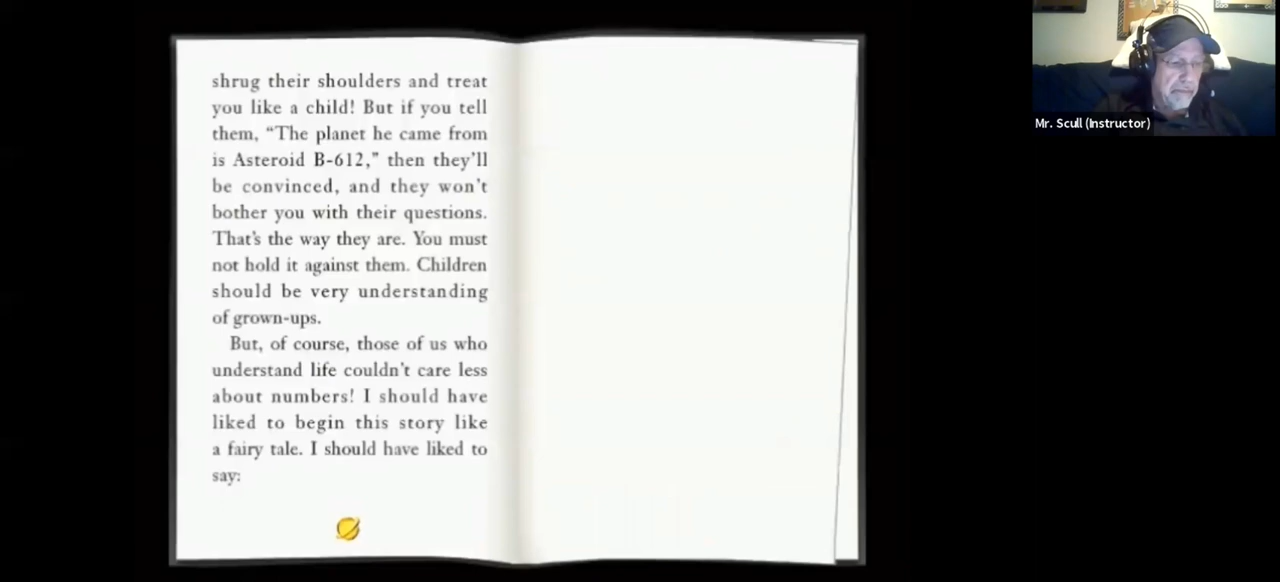 shrug their shoulders and treat
you like a child! But if you tell
them, “The planet he came from
is Asteroid B-612,” then they’ll
be convinced, and they won’t
bother you with their questions.
That’s the way they are. You must
not hold it against them. Children
should be very understanding
of grown-ups.
But, of course, those of us who
understand life couldn’t care less
about numbers! I should have
liked to begin this story like
a fairy tale. I should have liked to
say:
Mr. Scull (Instructor)